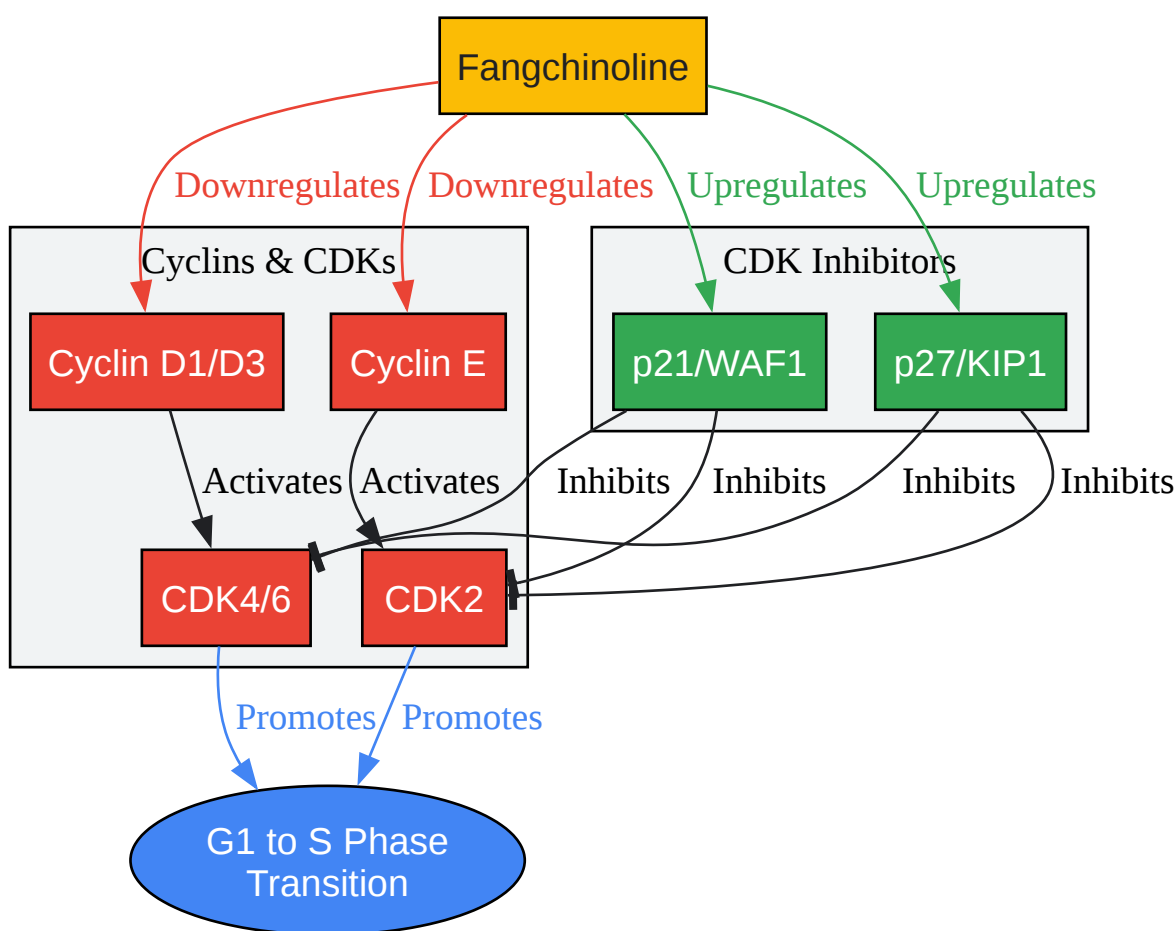 Fangchinoline
Downregulates
Downregulates
Upregulates
Upregulates
Cyclins & CDKs
CDK Inhibitors
Cyclin D1/D3
Cyclin E
p21/WAF1
p27/KIP1
Activates
Activates
Inhibits
Inhibits
Inhibits
Inhibits
CDK4/6
CDK2
Promotes
Promotes
G1 to S Phase
Transition